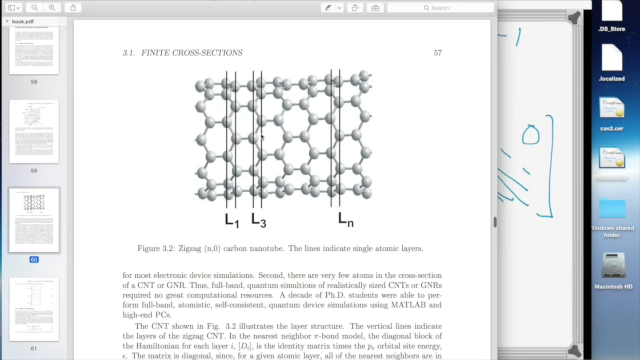 book.pdf
Search
58
59
60
61
3.1. FINITE CROSS-SECTIONS 57
L1 L3 Ln
Figure 3.2: Zigzag (n,0) carbon nanotube. The lines indicate single atomic layers.
for most electronic device simulations. Second, there are very few atoms in the cross-section
of a CNT or GNR. Thus, full-band, quantum simultions of realistically sized CNTs or GNRs
required no great computational resources. A decade of Ph.D. students were able to per-
form full-band, atomistic, self-consistent, quantum device simulations using MATLAB and
high-end PCs.
The CNT shown in Fig. 3.2 illustrates the layer structure. The vertical lines indicate
the layers of the zigzag CNT. In the nearest neighbor π-bond model, the diagonal block of
the Hamiltonian for each layer i, [Di], is the identity matrix times the pz orbital site energy,
ϵ. The matrix is diagonal, since, for a given atomic layer, all of the nearest neighbors are in
-1
0
.DS_Store
.localized
cas2.cer
Windows shared
folder
Macintosh HD